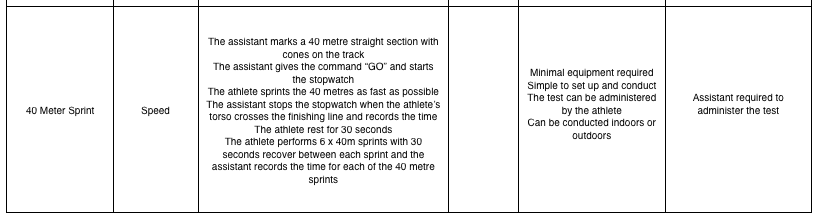 40 Meter Sprint
Speed
The assistant marks a 40 metre straight section with
cones on the track
The assistant gives the command “GO” and starts
the stopwatch
The athlete sprints the 40 metres as fast as possible
The assistant stops the stopwatch when the athlete’s
torso crosses the finishing line and records the time
The athlete rest for 30 seconds
The athlete performs 6 x 40m sprints with 30
seconds recover between each sprint and the
assistant records the time for each of the 40 metre
sprints
Minimal equipment required
Simple to set up and conduct
The test can be administered
by the athlete
Can be conducted indoors or
outdoors
Assistant required to
administer the test